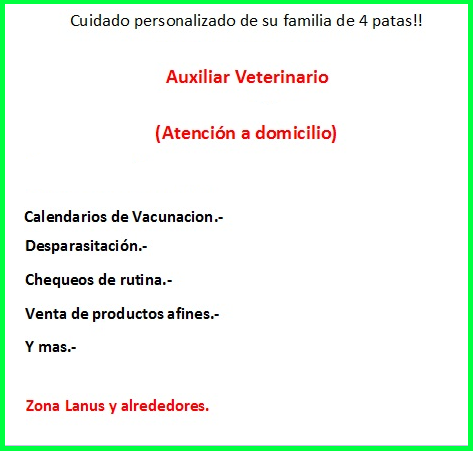 Cuidado personalizado de su familia de 4 patas!!
Auxiliar Veterinario
(Atención a domicilio)
Calendarios de Vacunacion.-
Desparasitación.-
Chequeos de rutina.-
Venta de productos afines.-
Y mas.-
Zona Lanus y alrededores.